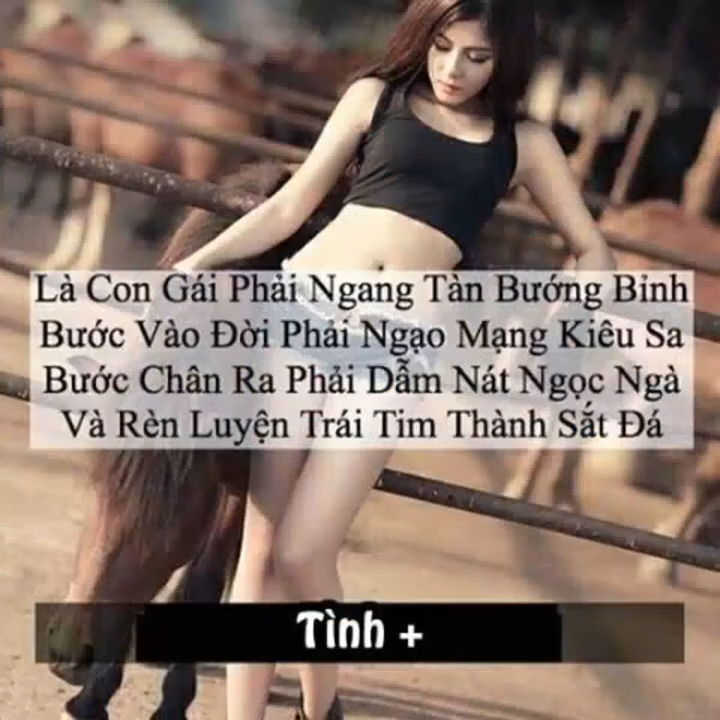 Là Con Gái Phải Ngang Tàn Bướng Bỉnh
Bước Vào Đời Phải Ngạo Mạng Kiêu Sa
Bước Chân Ra Phải Dẫm Nát Ngọc Ngà
Và Rèn Luyện Trái Tim Thành Sắt Đá
Tình +